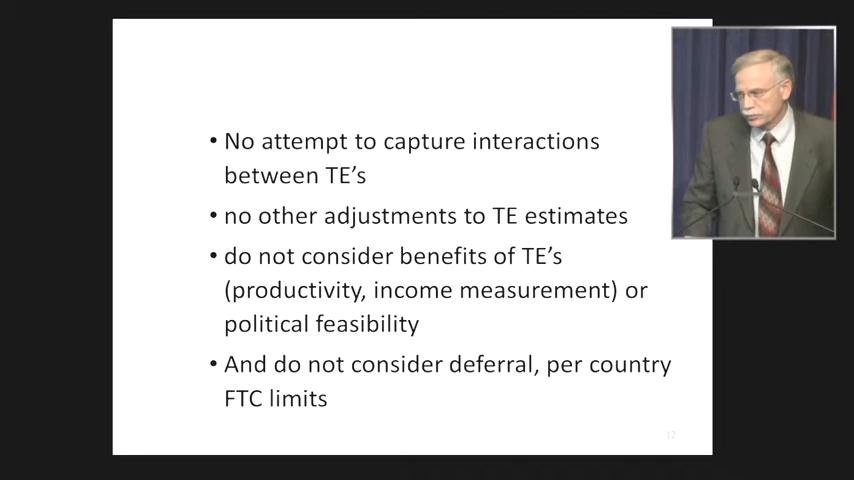 • No attempt to capture interactions
between TE’s
• no other adjustments to TE estimates
• do not consider benefits of TE’s
(productivity, income measurement) or
political feasibility
• And do not consider deferral, per country
FTC limits
12